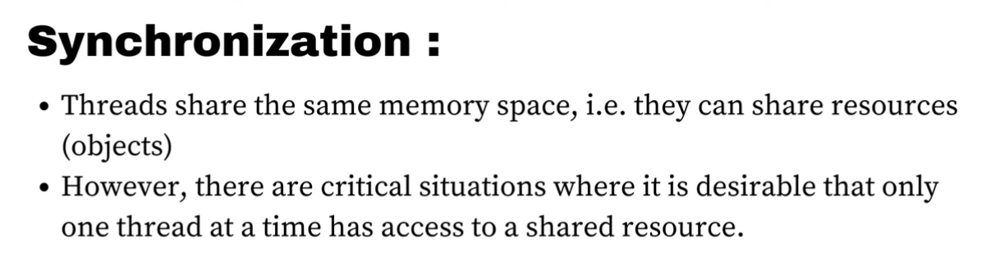 Synchronization :
• Threads share the same memory space, i.e. they can share resources
(objects)
• However, there are critical situations where it is desirable that only
one thread at a time has access to a shared resource.